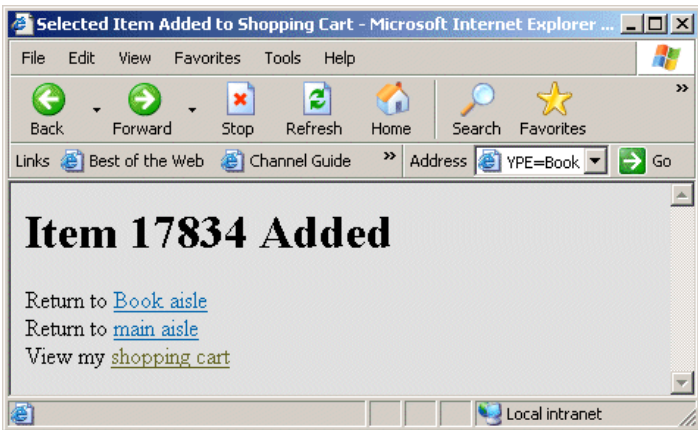 Selected Item Added to Shopping Cart - Microsoft Internet Explorer ...
File Edit View Favorites Tools Help
Back Forward Stop Refresh Home Search Favorites »
Links Best of the Web Channel Guide » Address YPE=Book Go
Item 17834 Added
Return to Book aisle
Return to main aisle
View my shopping cart
Local intranet